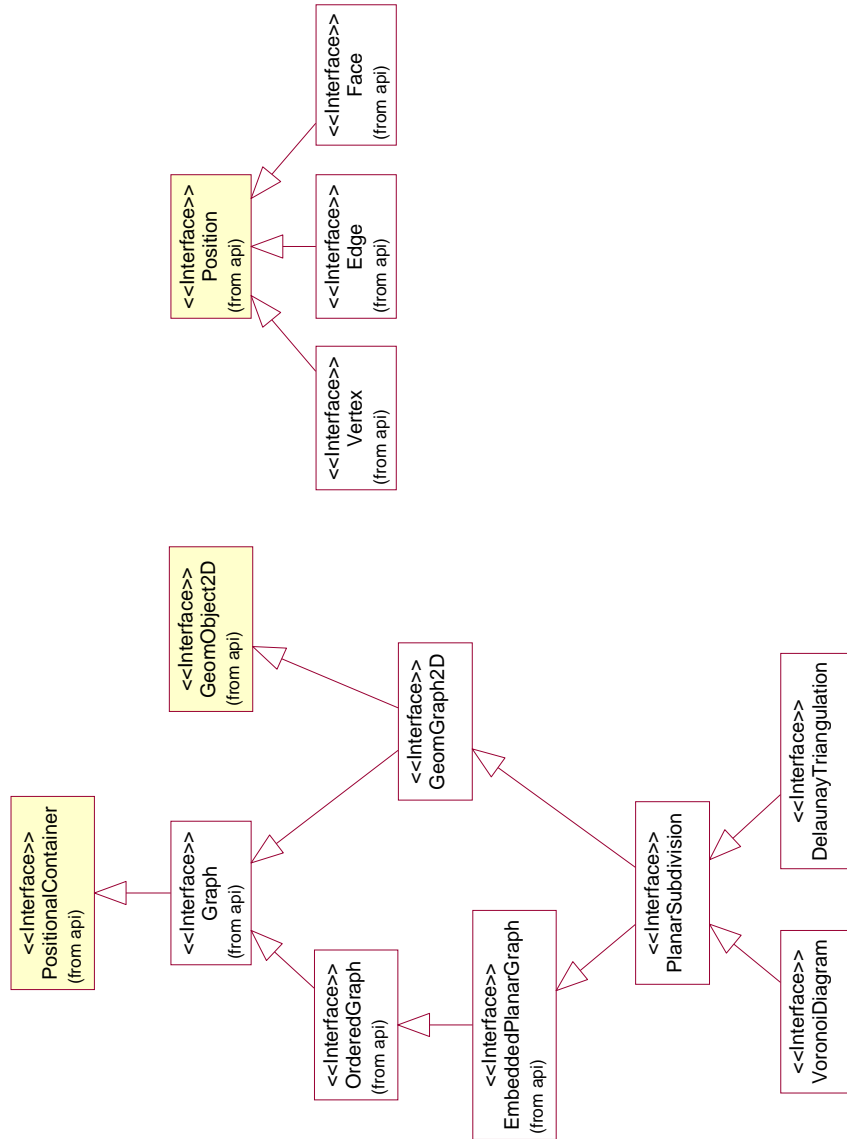 <<Interface>>
PositionalContainer
(from api)
<<Interface>>
Graph
(from api)
<<Interface>>
GeomObject2D
(from api)
<<Interface>>
Position
(from api)
<<Interface>>
OrderedGraph
(from api)
<<Interface>>
Vertex
(from api)
<<Interface>>
Edge
(from api)
<<Interface>>
Face
(from api)
<<Interface>>
GeomGraph2D
<<Interface>>
EmbeddedPlanarGraph
(from api)
<<Interface>>
PlanarSubdivision
<<Interface>>
VoronoiDiagram
<<Interface>>
DelaunayTriangulation